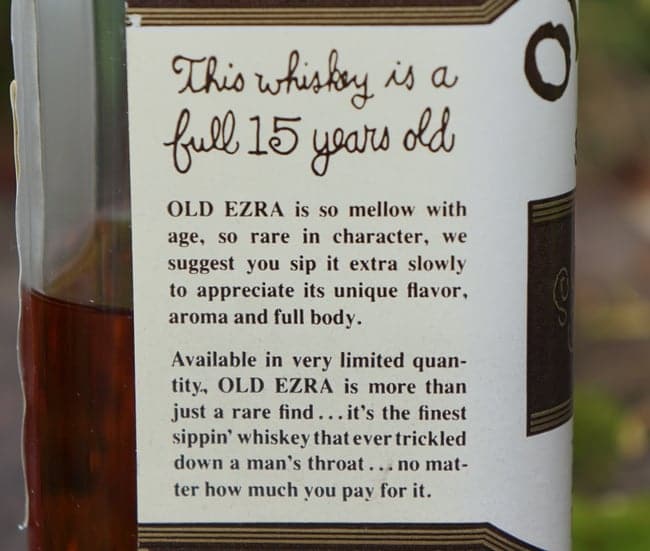 This whiskey is a
full 15 years old
OLD EZRA is so mellow with
age, so rare in character, we
suggest you sip it extra slowly
to appreciate its unique flavor,
aroma and full body.
Available in very limited quan-
tity., OLD EZRA is more than
just a rare find...it's the finest
sippin' whiskey that ever trickled
down a man's throat...no mat-
ter how much you pay for it.